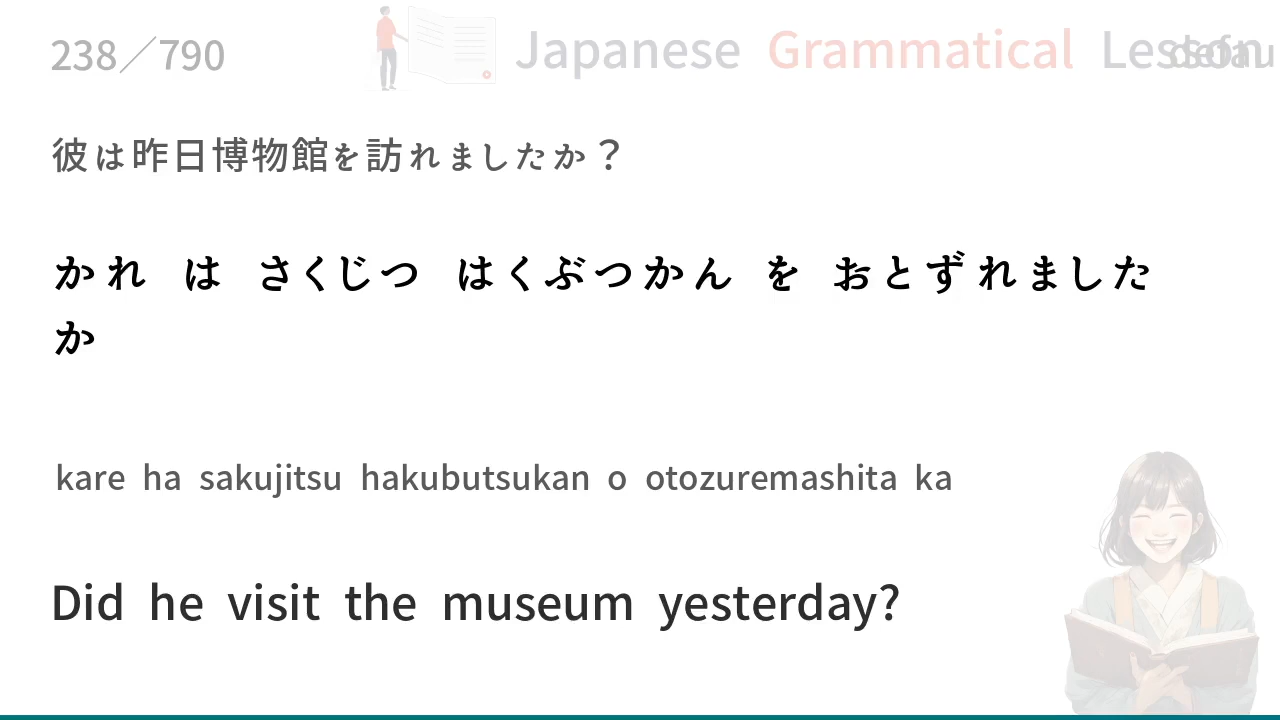 238／790
Japanese Grammatical Lesson
defau
彼は昨日博物館を訪れましたか？
かれ は さくじつ はくぶつかん を おとずれました
か
kare ha sakujitsu hakubutsukan o otozuremashita ka
Did he visit the museum yesterday?